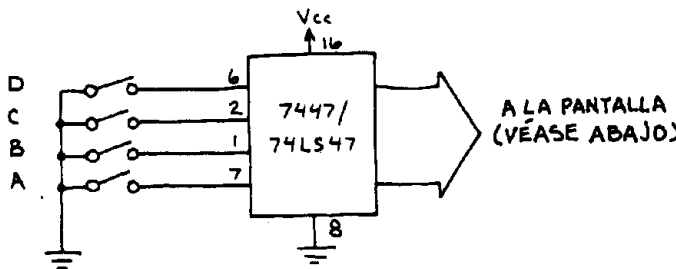 Vcc
16
D
6
C
2
B
1
A
7
7447/
74LS47
8
A LA PANTALLA
(VÉASE ABAJO)